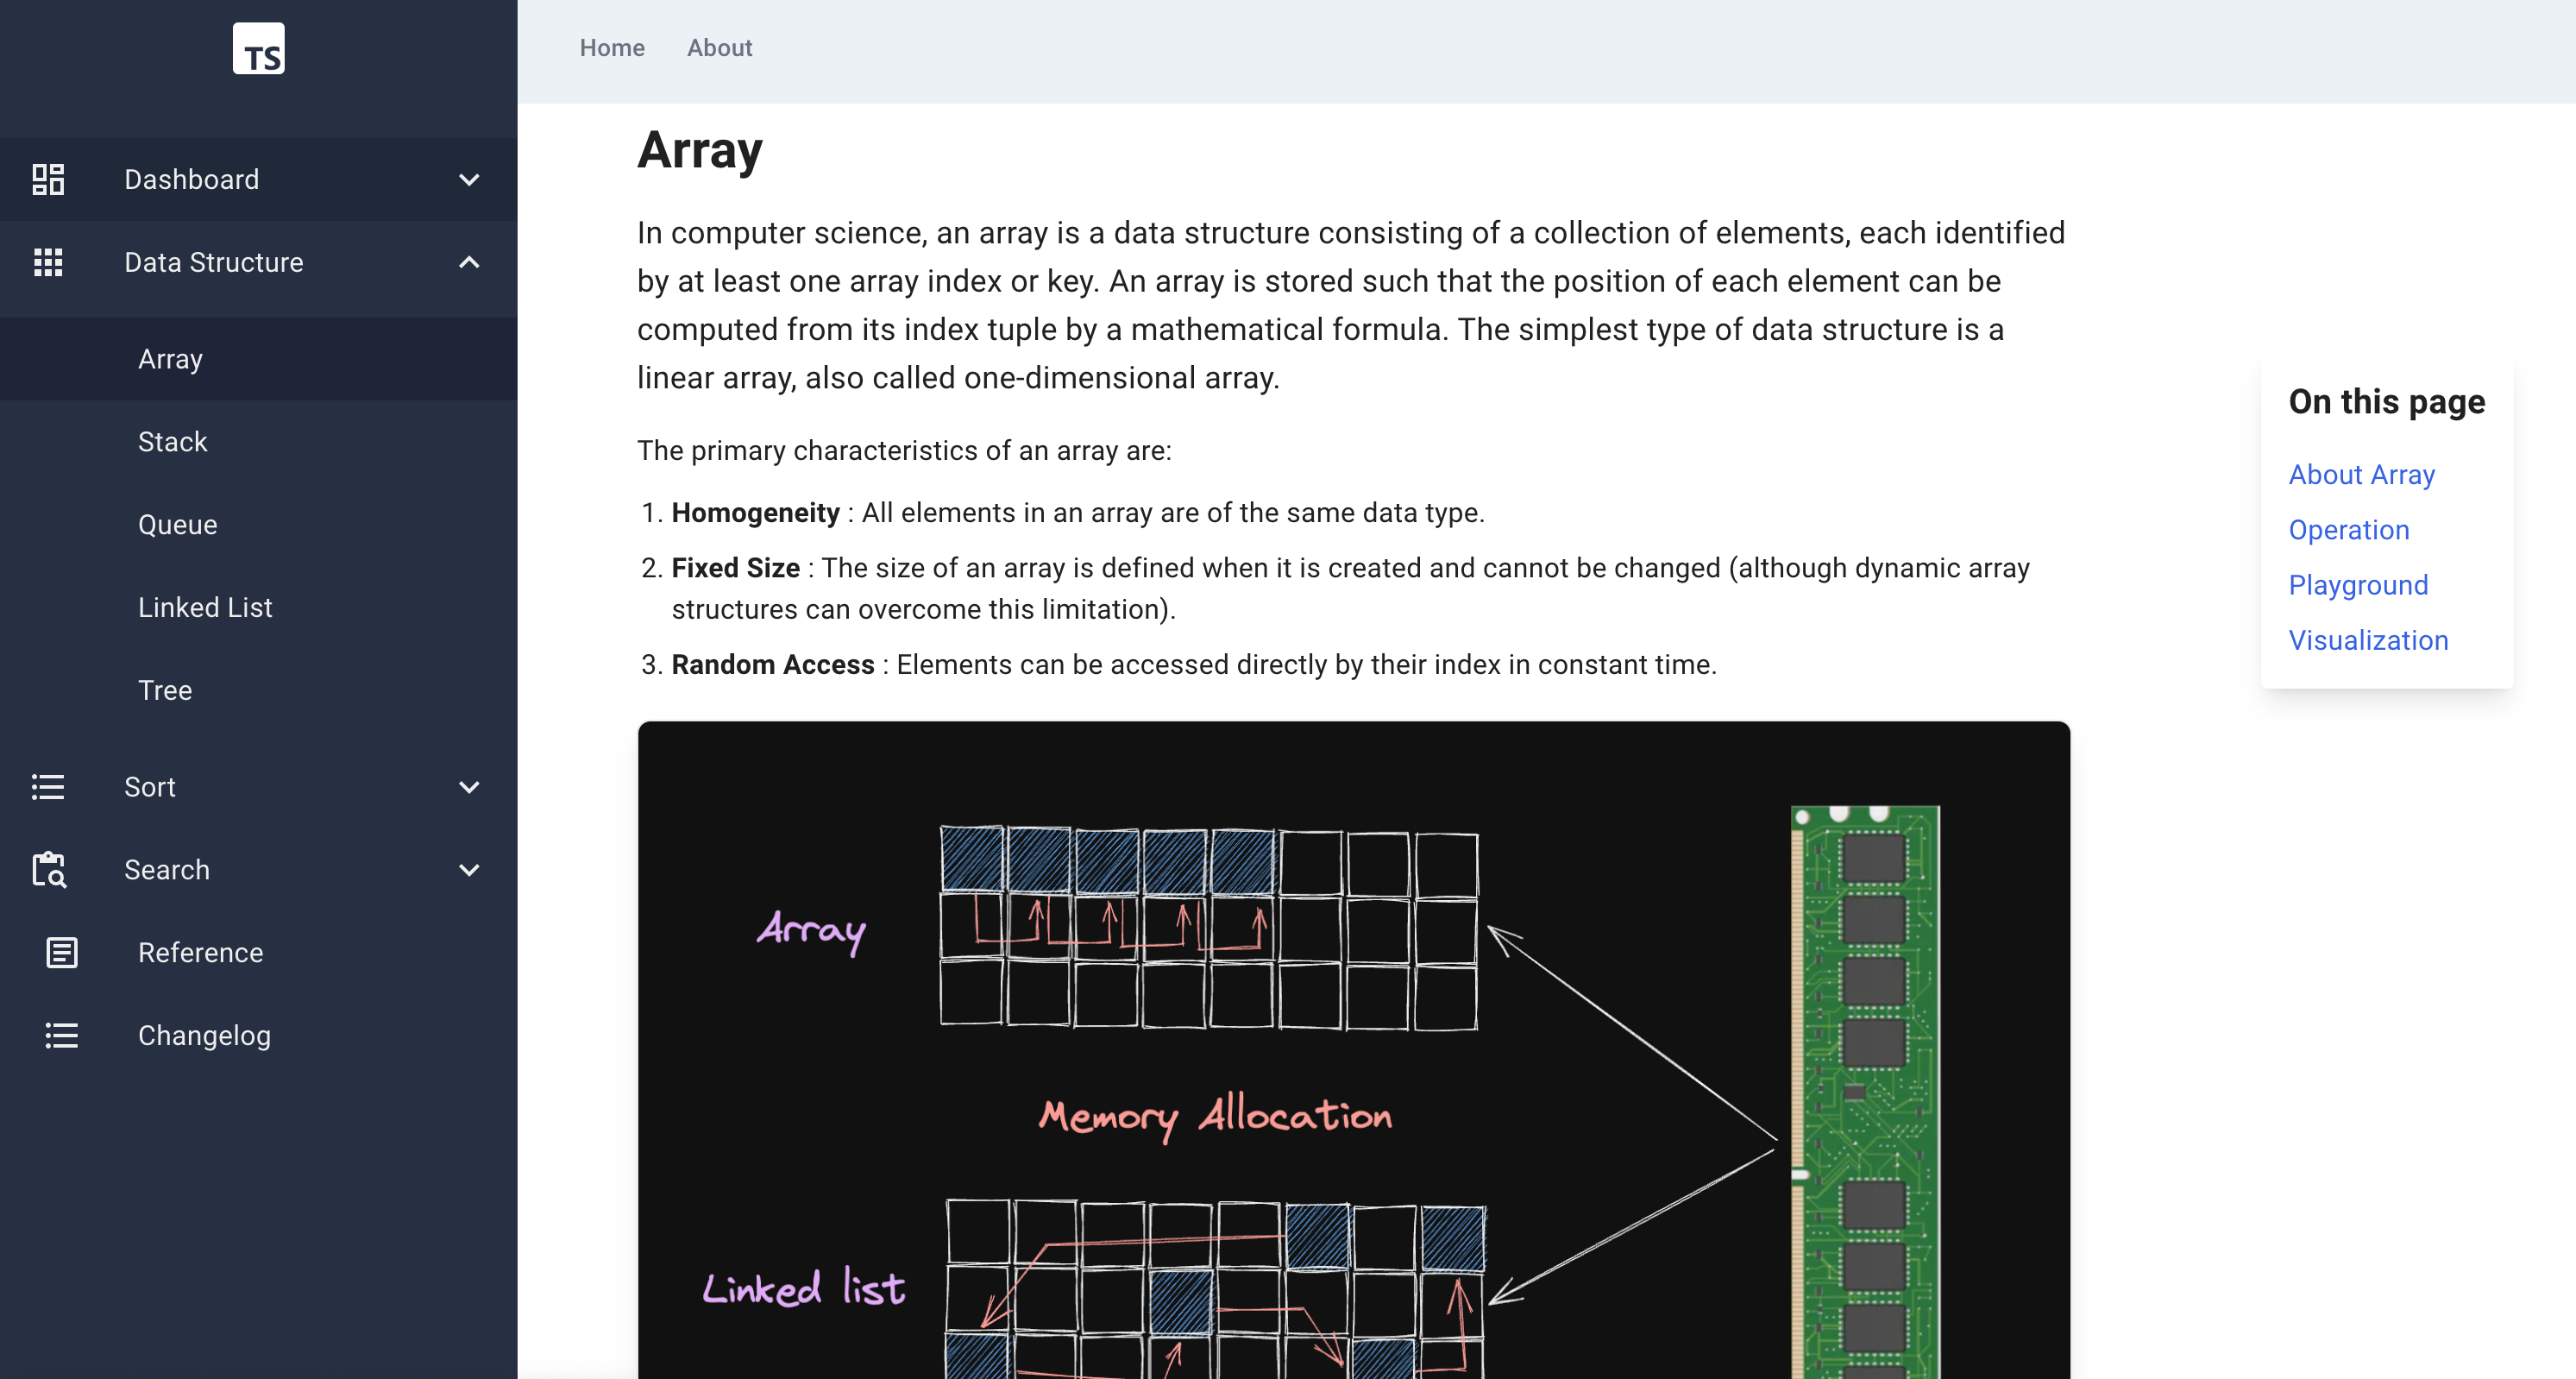 TS
Dashboard
Data Structure
Array
Stack
Queue
Linked List
Tree
Sort
Search
Reference
Changelog
Home
About
Array
In computer science, an array is a data structure consisting of a collection of elements, each identified
by at least one array index or key. An array is stored such that the position of each element can be
computed from its index tuple by a mathematical formula. The simplest type of data structure is a
linear array, also called one-dimensional array.
The primary characteristics of an array are:
1. Homogeneity : All elements in an array are of the same data type.
2. Fixed Size : The size of an array is defined when it is created and cannot be changed (although dynamic array
structures can overcome this limitation).
3. Random Access : Elements can be accessed directly by their index in constant time.
Array
Memory Allocation
Linked list
On this page
About Array
Operation
Playground
Visualization